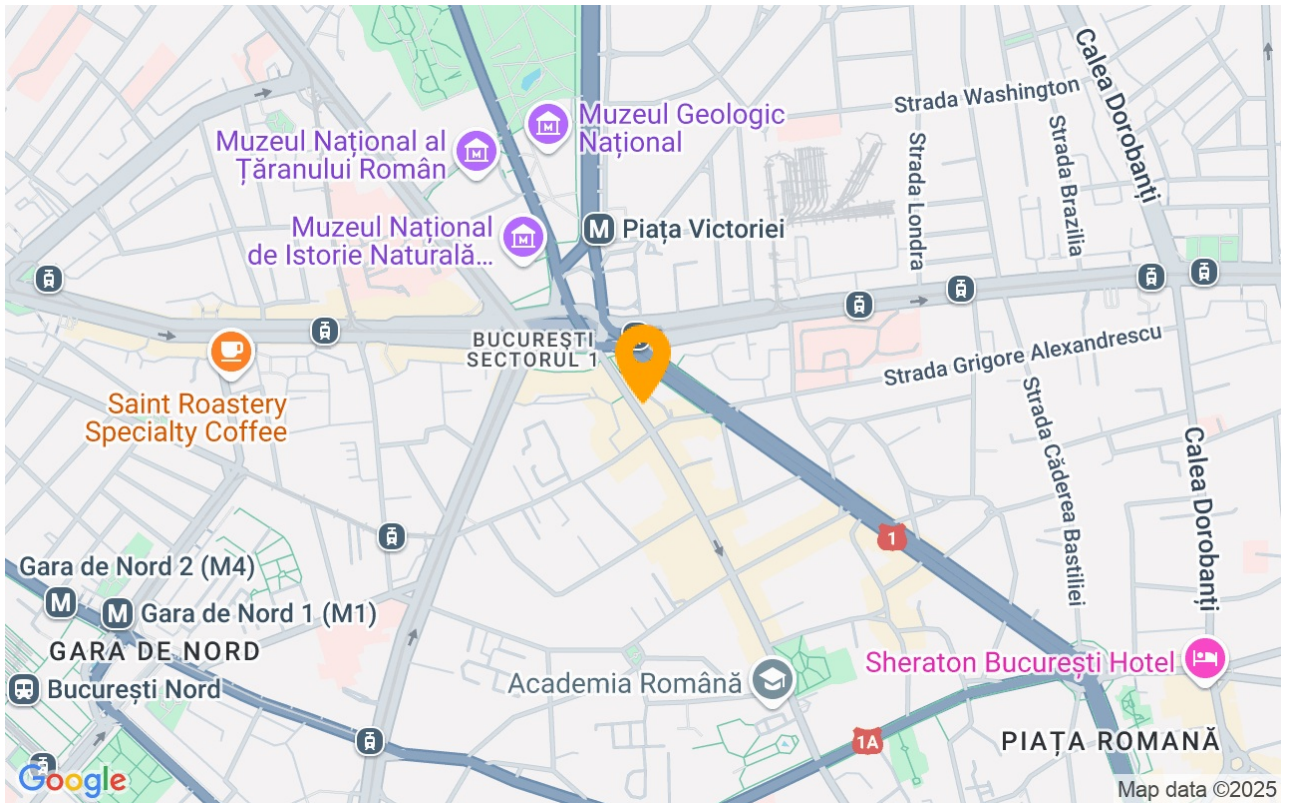 Calea Dorobanți
Strada Washington
Muzeul Geologic
Național
Muzeul Național al
Țăranului Român
Strada Londra
Strada Brazilia
M
Piața Victoriei
Muzeul Național
de Istorie Naturală...
BUCUREȘTI
SECTORUL 1
Strada Grigore Alexandrescu
Saint Roastery
Specialty Coffee
Strada Căderea Bastiliei
Calea Dorobanți
1
Gara de Nord 2 (M4)
M
M
Gara de Nord 1 (M1)
GARA DE NORD
București Nord
Sheraton București Hotel
Academia Română
1A
PIAȚA ROMANĂ
Google
Map data ©2025